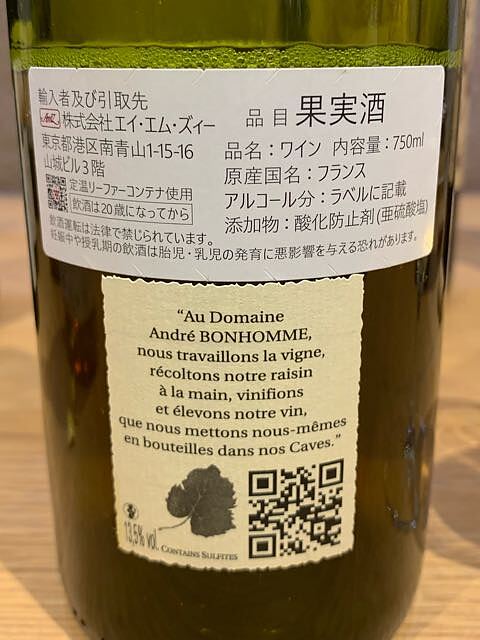 輸入者及び引取先
AMZ 株式会社エイ・エム・ズィー
東京都港区南青山1-15-16
山城ビル3階
定温リーファーコンテナ使用
飲酒は20歳になってから
品目 果実酒
品名：ワイン 内容量：750ml
原産国名：フランス
アルコール分：ラベルに記載
添加物：酸化防止剤(亜硫酸塩)
飲酒運転は法律で禁じられています。
妊娠中や授乳期の飲酒は胎児・乳児の発育に悪影響を与える恐れがあります。
“Au Domaine
André BONHOMME,
nous travaillons la vigne,
récoltons notre raisin
à la main, vinifions
et élevons notre vin,
que nous mettons nous-mêmes
en bouteilles dans nos Caves.”
13,5% vol.
CONTAINS SULFITES